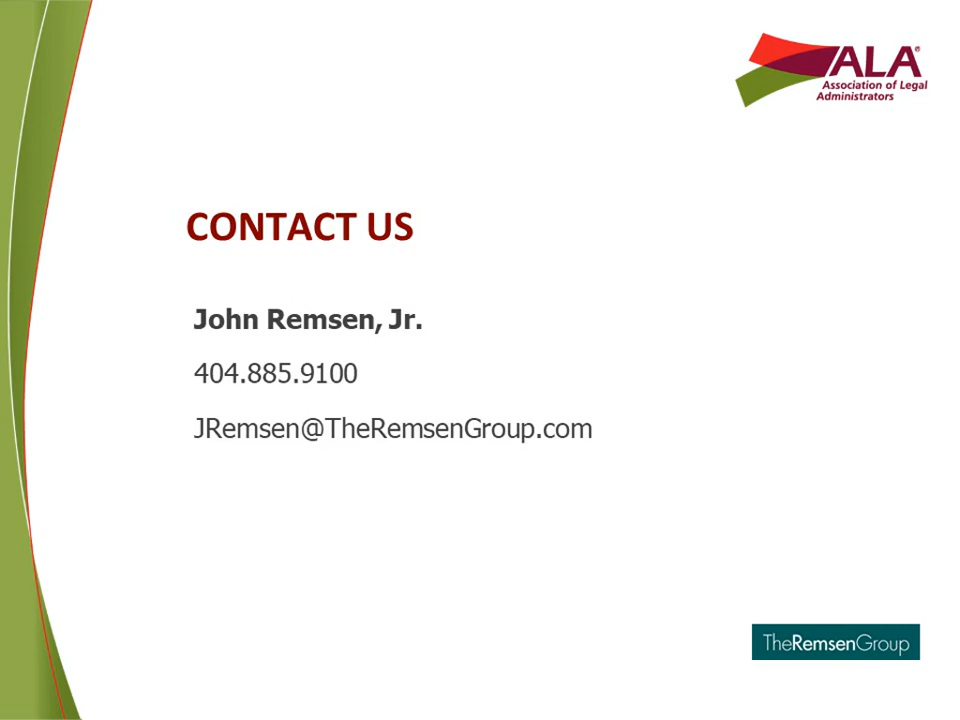 ALA®
Association of Legal
Administrators
CONTACT US
John Remsen, Jr.
404.885.9100
JRemsen@TheRemsenGroup.com
TheRemsenGroup